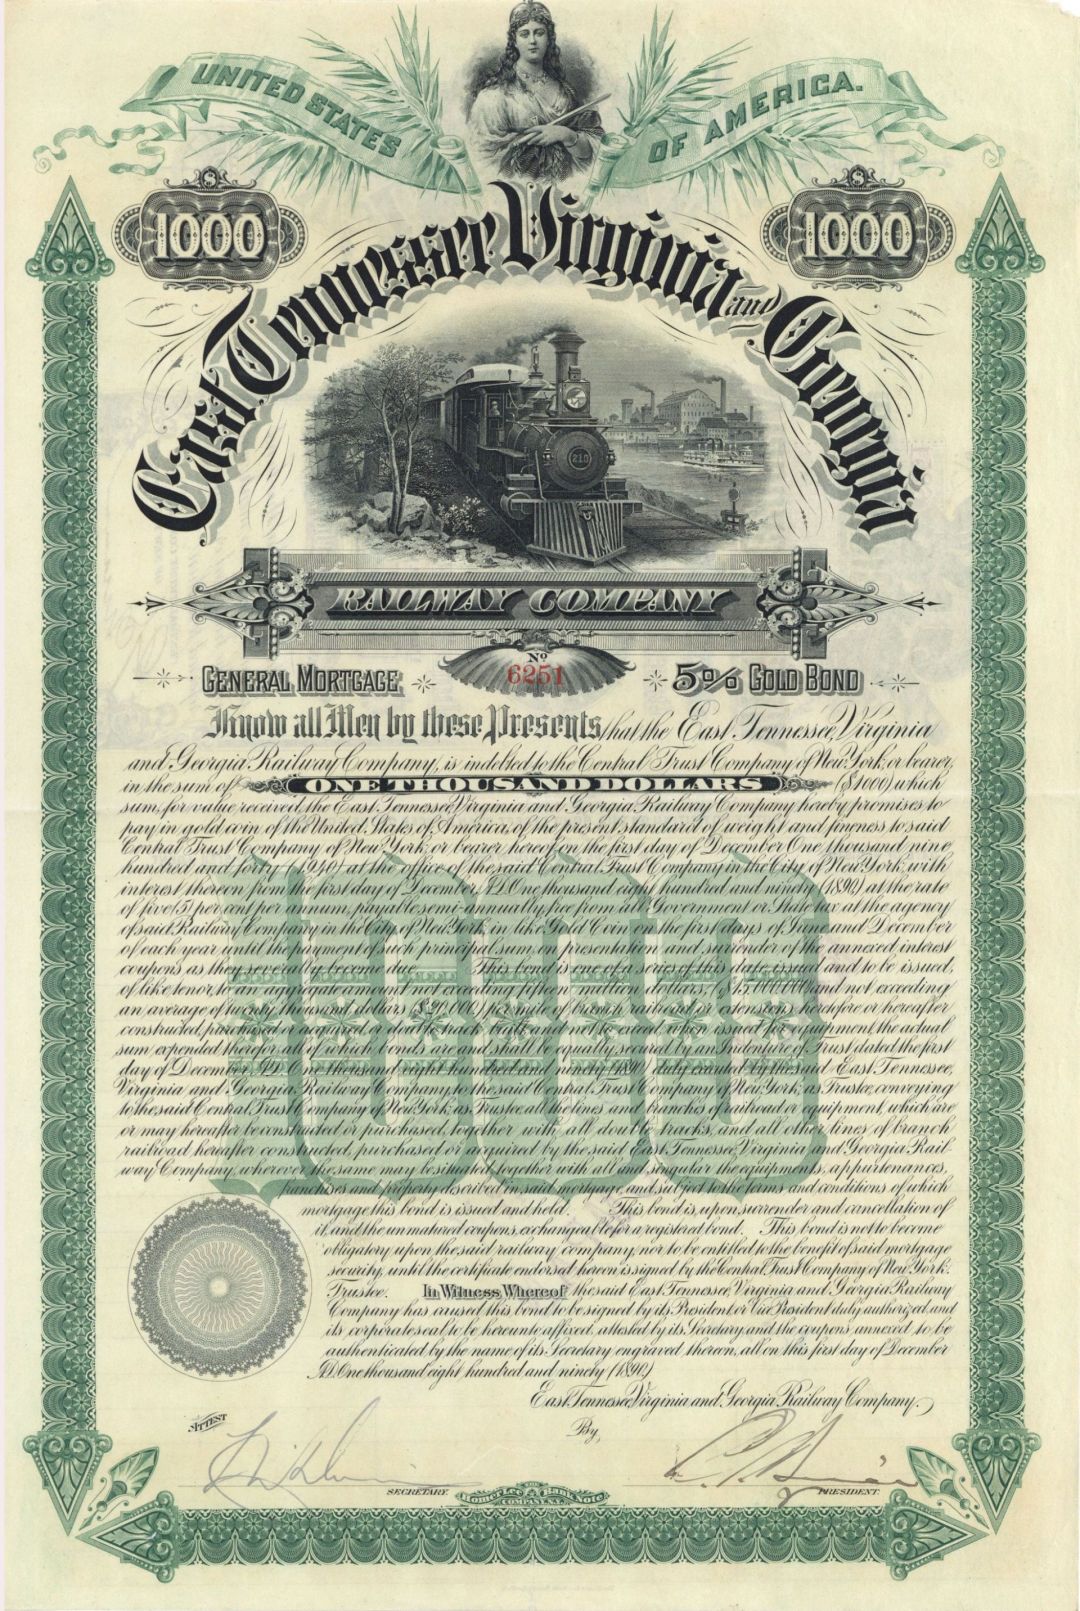 UNITED STATES OF AMERICA.
1000 1000
East Tennessee Virginia and Georgia
210
RAILWAY COMPANY
No 6251
GENERAL MORTGAGE 5% GOLD BOND
Know all Men by these Presents, that the East Tennessee, Virginia
and Georgia Railway Company, is indebted to the Central Trust Company of New York, or bearer,
in the sum of ONE THOUSAND DOLLARS ($1000) which
sum, for value received the East Tennessee, Virginia and Georgia Railway Company hereby promises to
pay in gold coin of the United States of America, of the present standard of weight and fineness to said
Central Trust Company of New York, or bearer hereof, on the first day of December One thousand nine
hundred and forty (1940) at the office of the said Central Trust Company in the City of New York, with
interest thereon from the first day of December, A.D. One thousand eight hundred and ninety (1890) at the rate
of five (5) per cent per annum, payable semi-annually, free from all Government or State tax at the agency
of said Railway Company in the City of New York, in like Gold Coin on the first days of June and December
of each year until the payment of such principal sum, on presentation and surrender of the annexed interest
coupons as they severally become due. This bond is one of a series of this date issued and to be issued,
of like tenor, to an aggregate amount not exceeding fifteen million dollars, ($15,000,000) and not exceeding
an average of twenty thousand dollars ($20,000) per mile of branch railroad or extensions heretofore or hereafter
constructed, purchased or acquired, or double track built and not to exceed, when issued for equipment, the actual
sum expended therefor, all of which bonds are and shall be equally secured by an Indenture of Trust dated the first
day of December, A.D. One thousand eight hundred and ninety (1890) duly executed by the said East Tennessee,
Virginia and Georgia Railway Company, to the said Central Trust Company of New York, as Trustee, conveying
to the said Central Trust Company of New York, as Trustee all the lines and branches of railroad or equipment, which are
or may hereafter be constructed or purchased, together with all double tracks, and all other lines of branch
railroad hereafter constructed, purchased or acquired by the said East Tennessee, Virginia and Georgia Rail-
way Company, wherever the same may be situated, together with all and singular the equipments, appurtenances,
franchises and property described in said mortgage, and subject to the terms and conditions of which
mortgage this bond is issued and held. This bond is, upon surrender and cancellation of
it and the unmatured coupons, exchangeable for a registered bond. This bond is not to become
obligatory upon the said railway company, nor to be entitled to the benefit of said mortgage
security, until the certificate endorsed hereon is signed by the Central Trust Company of New York,
Trustee. In Witness Whereof the said East Tennessee, Virginia and Georgia Railway
Company has caused this bond to be signed by its President or Vice President duly authorized, and
its corporate seal to be hereunto affixed, attested by its Secretary, and the coupons annexed to be
authenticated by the name of its Secretary engraved thereon, all on this first day of December
A.D. One thousand eight hundred and ninety (1890)
East Tennessee, Virginia and Georgia Railway Company.
ATTEST By,
SECRETARY. PRESIDENT.
Homer Lee Bank Note
COMPANY, N.Y.
1000